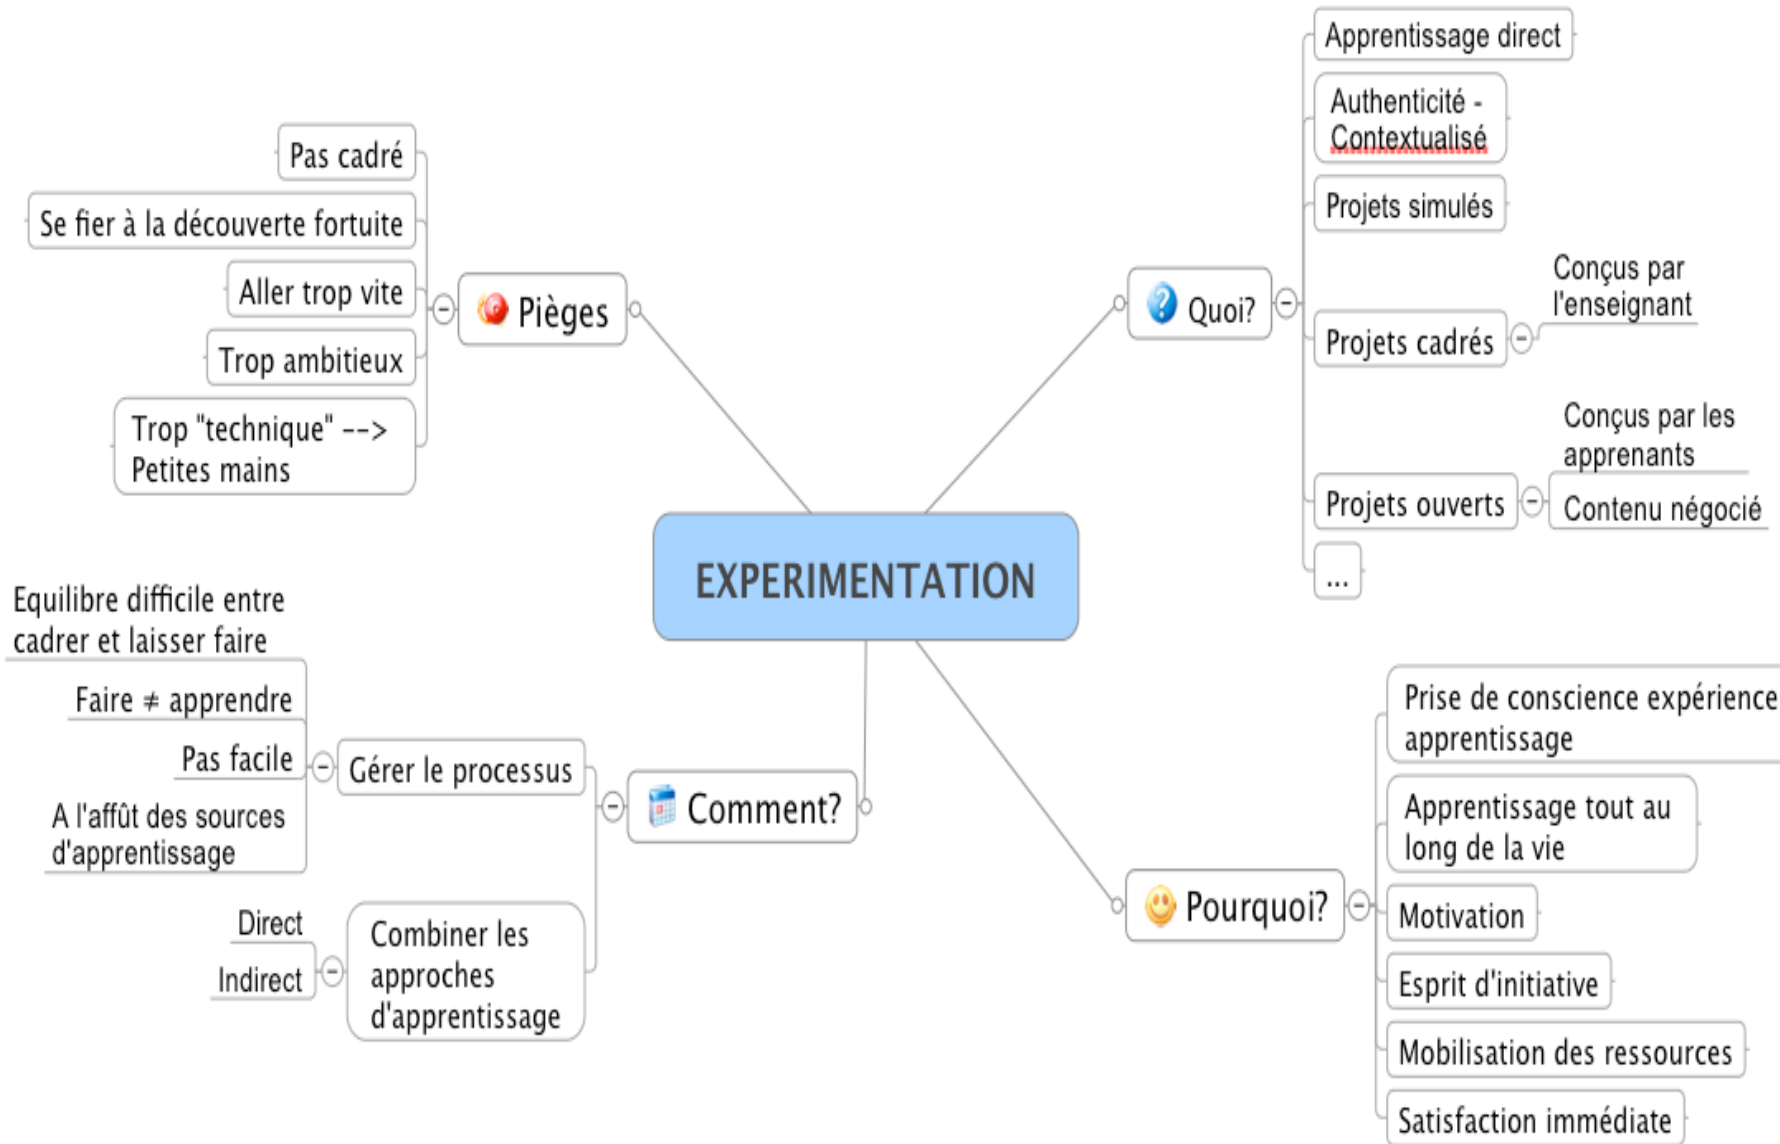 EXPERIMENTATION
Quoi?
Apprentissage direct
Authenticité -
Contextualisé
Projets simulés
Projets cadrés
Conçus par
l'enseignant
Projets ouverts
Conçus par les
apprenants
Contenu négocié
...
Pourquoi?
Prise de conscience expérience
apprentissage
Apprentissage tout au
long de la vie
Motivation
Esprit d'initiative
Mobilisation des ressources
Satisfaction immédiate
Comment?
Gérer le processus
Equilibre difficile entre
cadrer et laisser faire
Faire ≠ apprendre
Pas facile
A l'affût des sources
d'apprentissage
Combiner les
approches
d'apprentissage
Direct
Indirect
Pièges
Pas cadré
Se fier à la découverte fortuite
Aller trop vite
Trop ambitieux
Trop "technique" -->
Petites mains